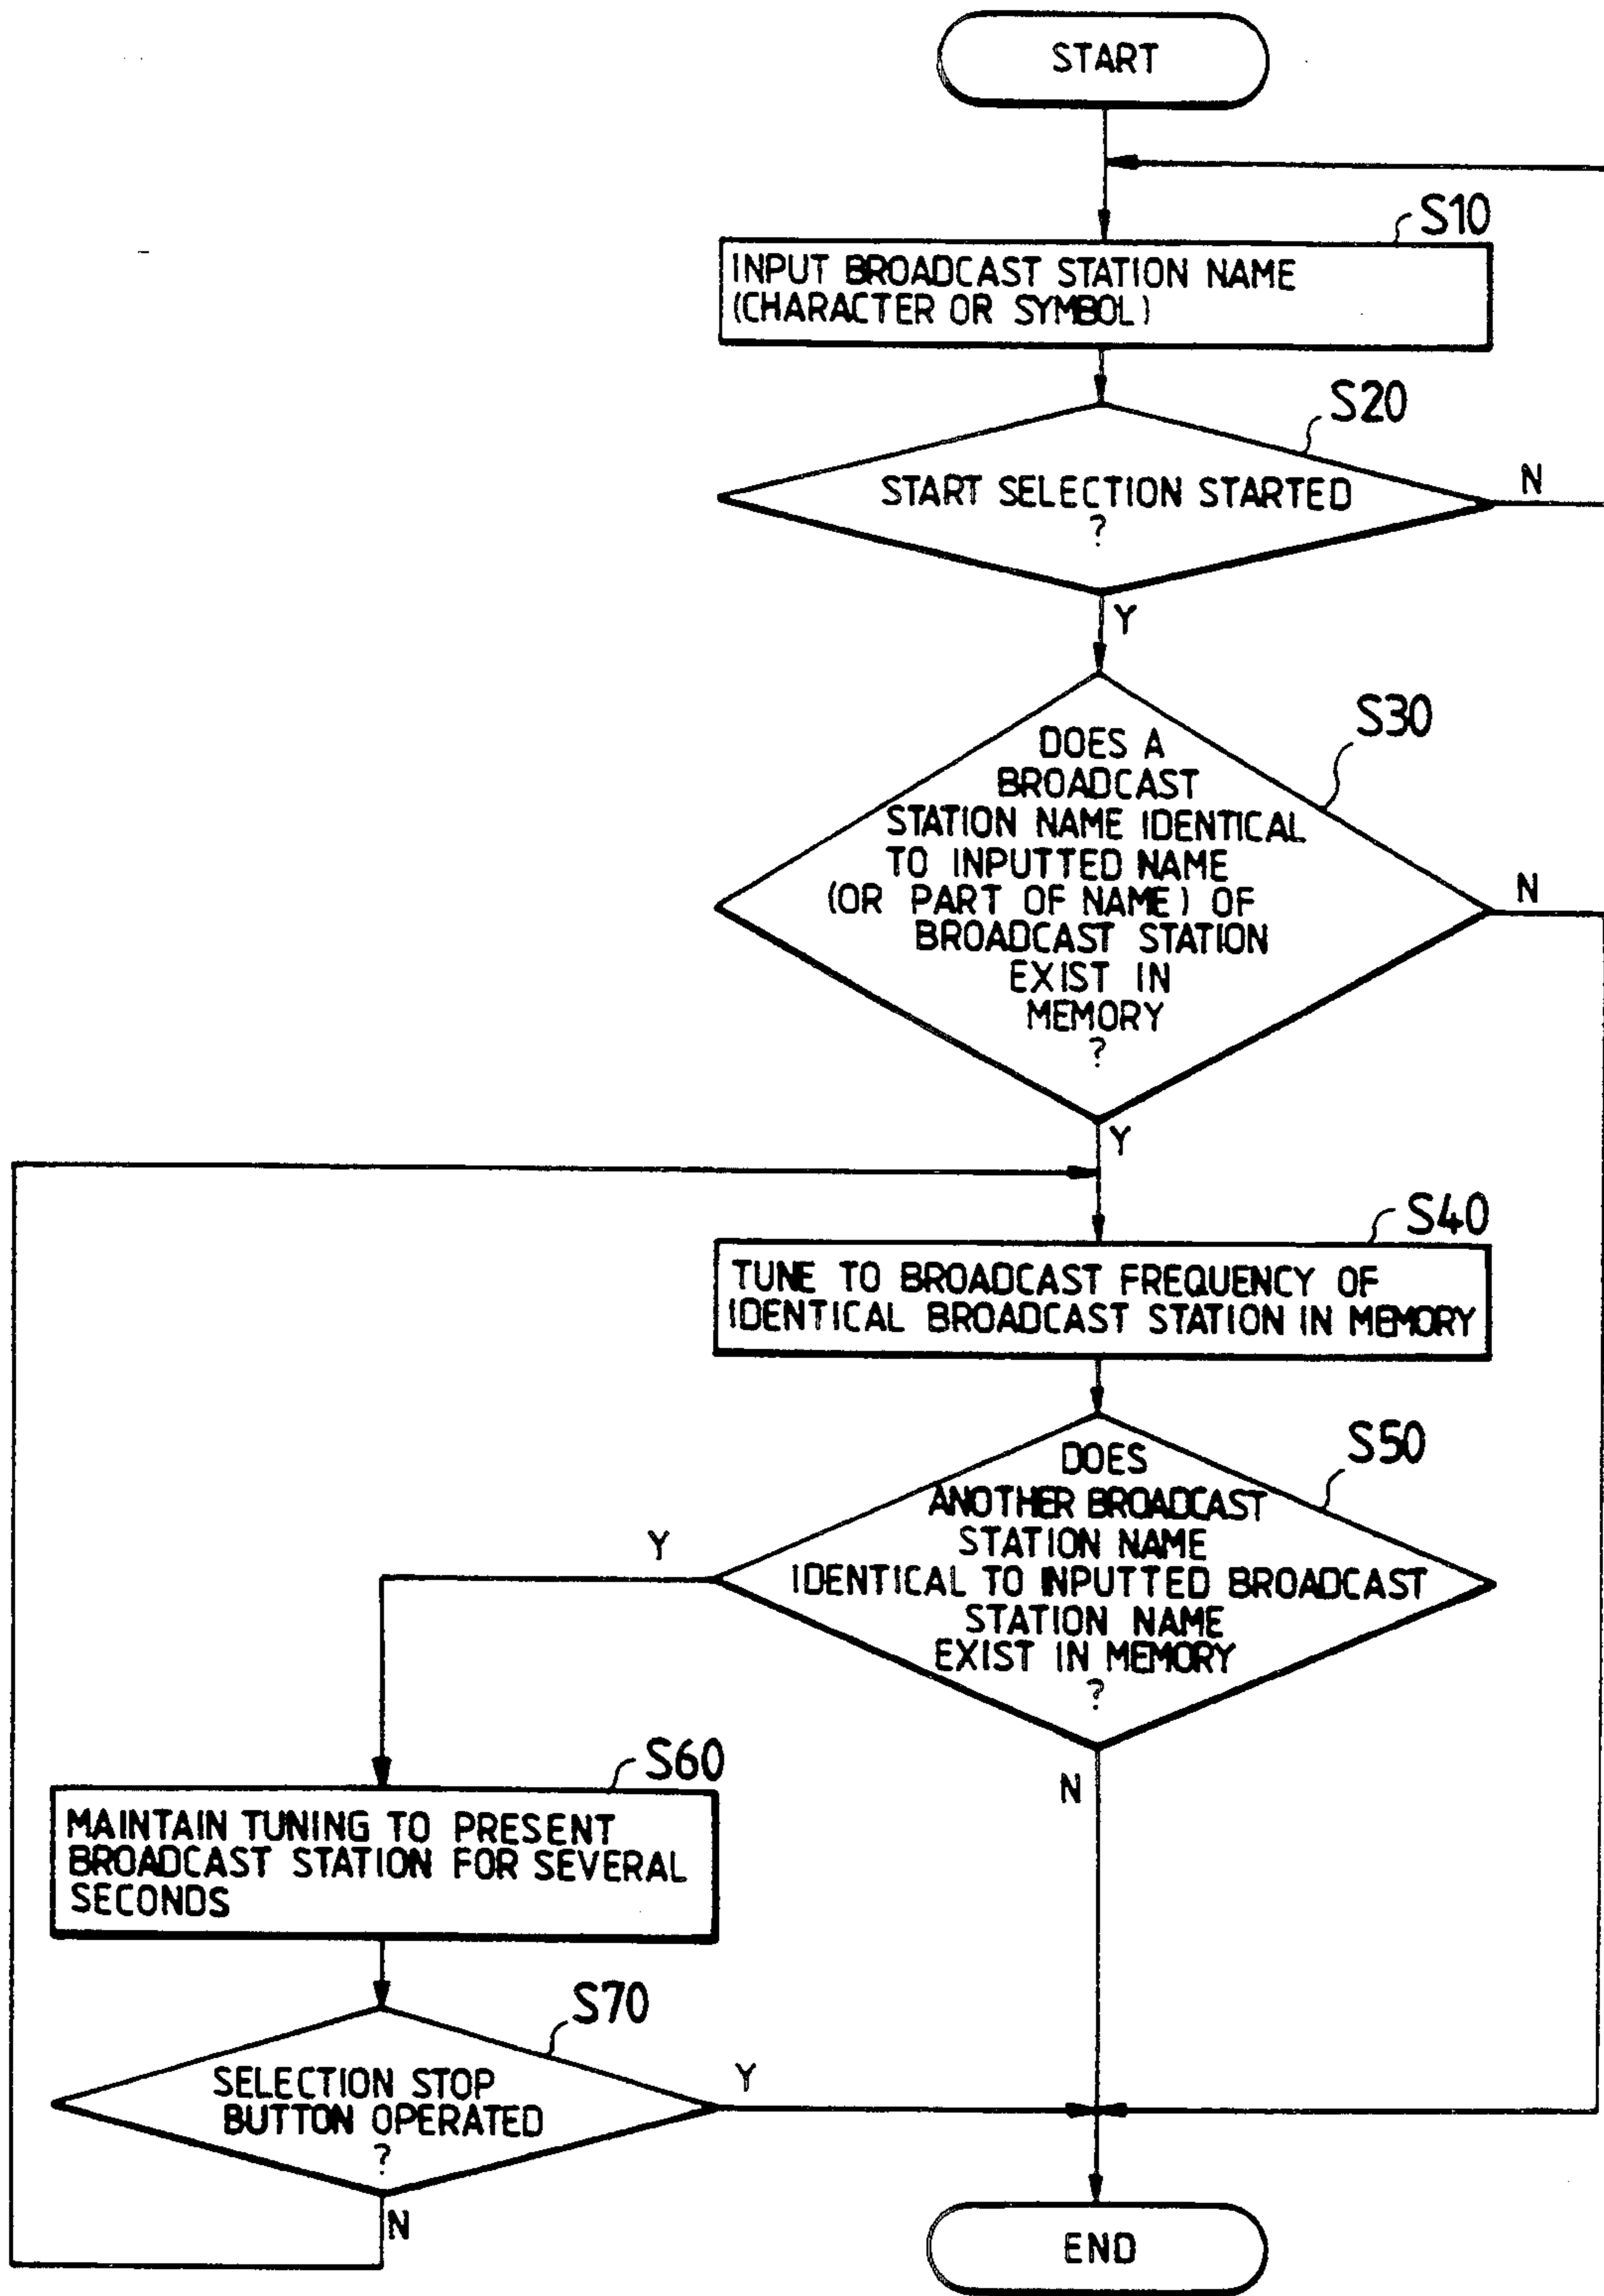 START
S10
INPUT BROADCAST STATION NAME
(CHARACTER OR SYMBOL)
S20
START SELECTION STARTED
?
N
Y
S30
DOES A
BROADCAST
STATION NAME IDENTICAL
TO INPUTTED NAME
(OR PART OF NAME) OF
BROADCAST STATION
EXIST IN
MEMORY
?
N
Y
S40
TUNE TO BROADCAST FREQUENCY OF
IDENTICAL BROADCAST STATION IN MEMORY
S50
DOES
ANOTHER BROADCAST
STATION NAME
IDENTICAL TO INPUTTED BROADCAST
STATION NAME
EXIST IN MEMORY
?
Y
N
S60
MAINTAIN TUNING TO PRESENT
BROADCAST STATION FOR SEVERAL
SECONDS
S70
SELECTION STOP
BUTTON OPERATED
?
Y
N
END